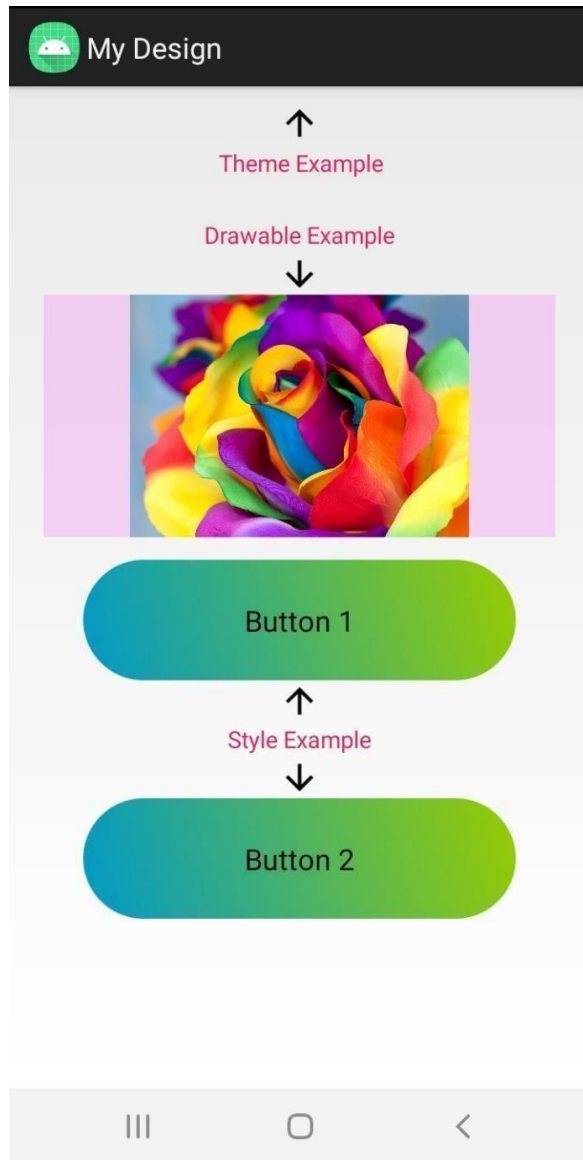 My Design
Theme Example
Drawable Example
Button 1
Style Example
Button 2